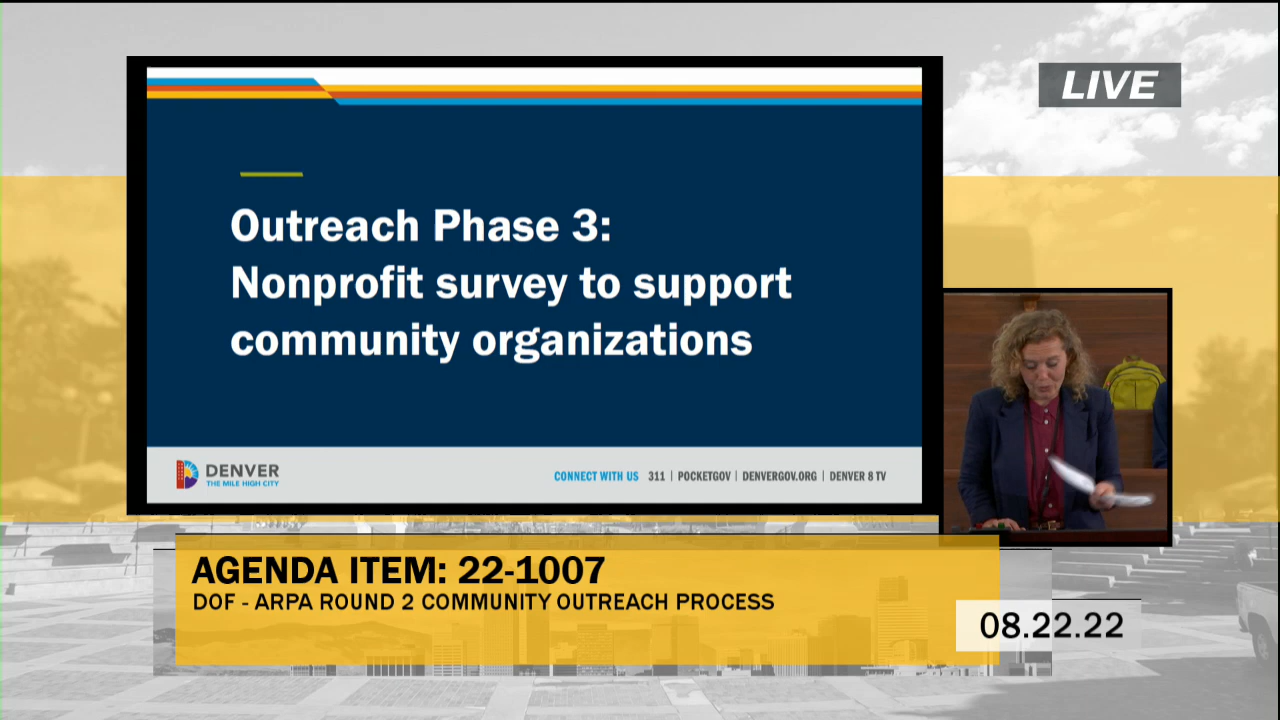 LIVE
Outreach Phase 3:
Nonprofit survey to support
community organizations
DENVER
THE MILE HIGH CITY
CONNECT WITH US 311 | POCKETGOV | DENVERGOV.ORG | DENVER 8 TV
AGENDA ITEM: 22-1007
DOF - ARPA ROUND 2 COMMUNITY OUTREACH PROCESS
08.22.22